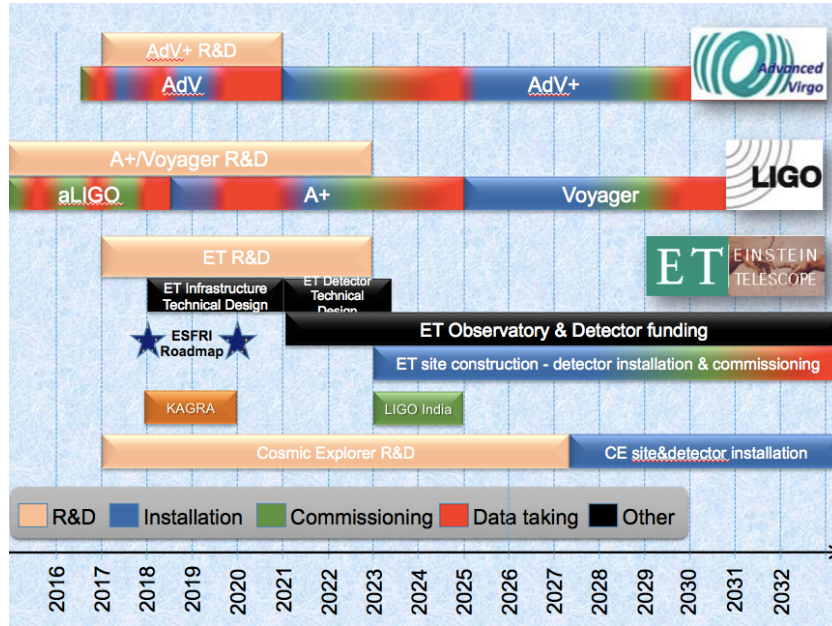 AdV+ R&D
AdV
AdV+
Advanced
Virgo
A+/Voyager R&D
aLIGO
A+
Voyager
LIGO
ET R&D
ET
EINSTEIN
TELESCOPE
ET Infrastructure
Technical Design
ET Detector
Technical
Design
ET Observatory & Detector funding
ESFRI
Roadmap
ET site construction - detector installation & commissioning
KAGRA
LIGO India
Cosmic Explorer R&D
CE site&detector installation
R&D
Installation
Commissioning
Data taking
Other
2016
2017
2018
2019
2020
2021
2022
2023
2024
2025
2026
2027
2028
2029
2030
2031
2032